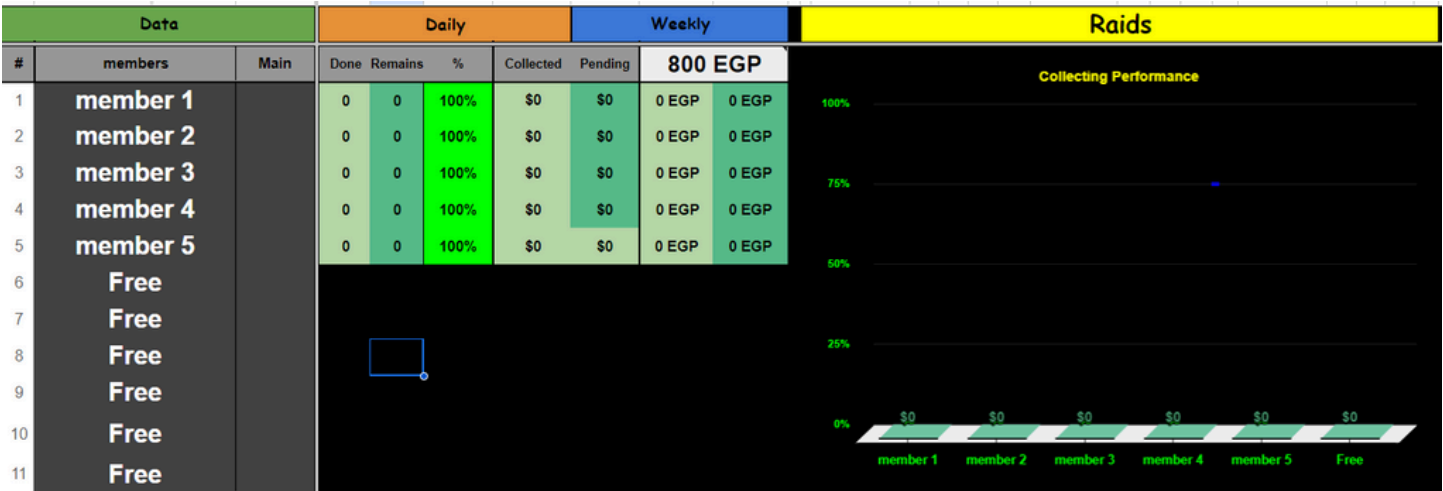 Data Daily Weekly Raids
# members Main Done Remains % Collected Pending 800 EGP
Collecting Performance
1 member 1 0 0 100% $0 $0 0 EGP 0 EGP
2 member 2 0 0 100% $0 $0 0 EGP 0 EGP
3 member 3 0 0 100% $0 $0 0 EGP 0 EGP
4 member 4 0 0 100% $0 $0 0 EGP 0 EGP
5 member 5 0 0 100% $0 $0 0 EGP 0 EGP
6 Free
7 Free
8 Free
9 Free
10 Free
11 Free
100%
75%
50%
25%
0%
$0 $0 $0 $0 $0 $0
member 1 member 2 member 3 member 4 member 5 Free